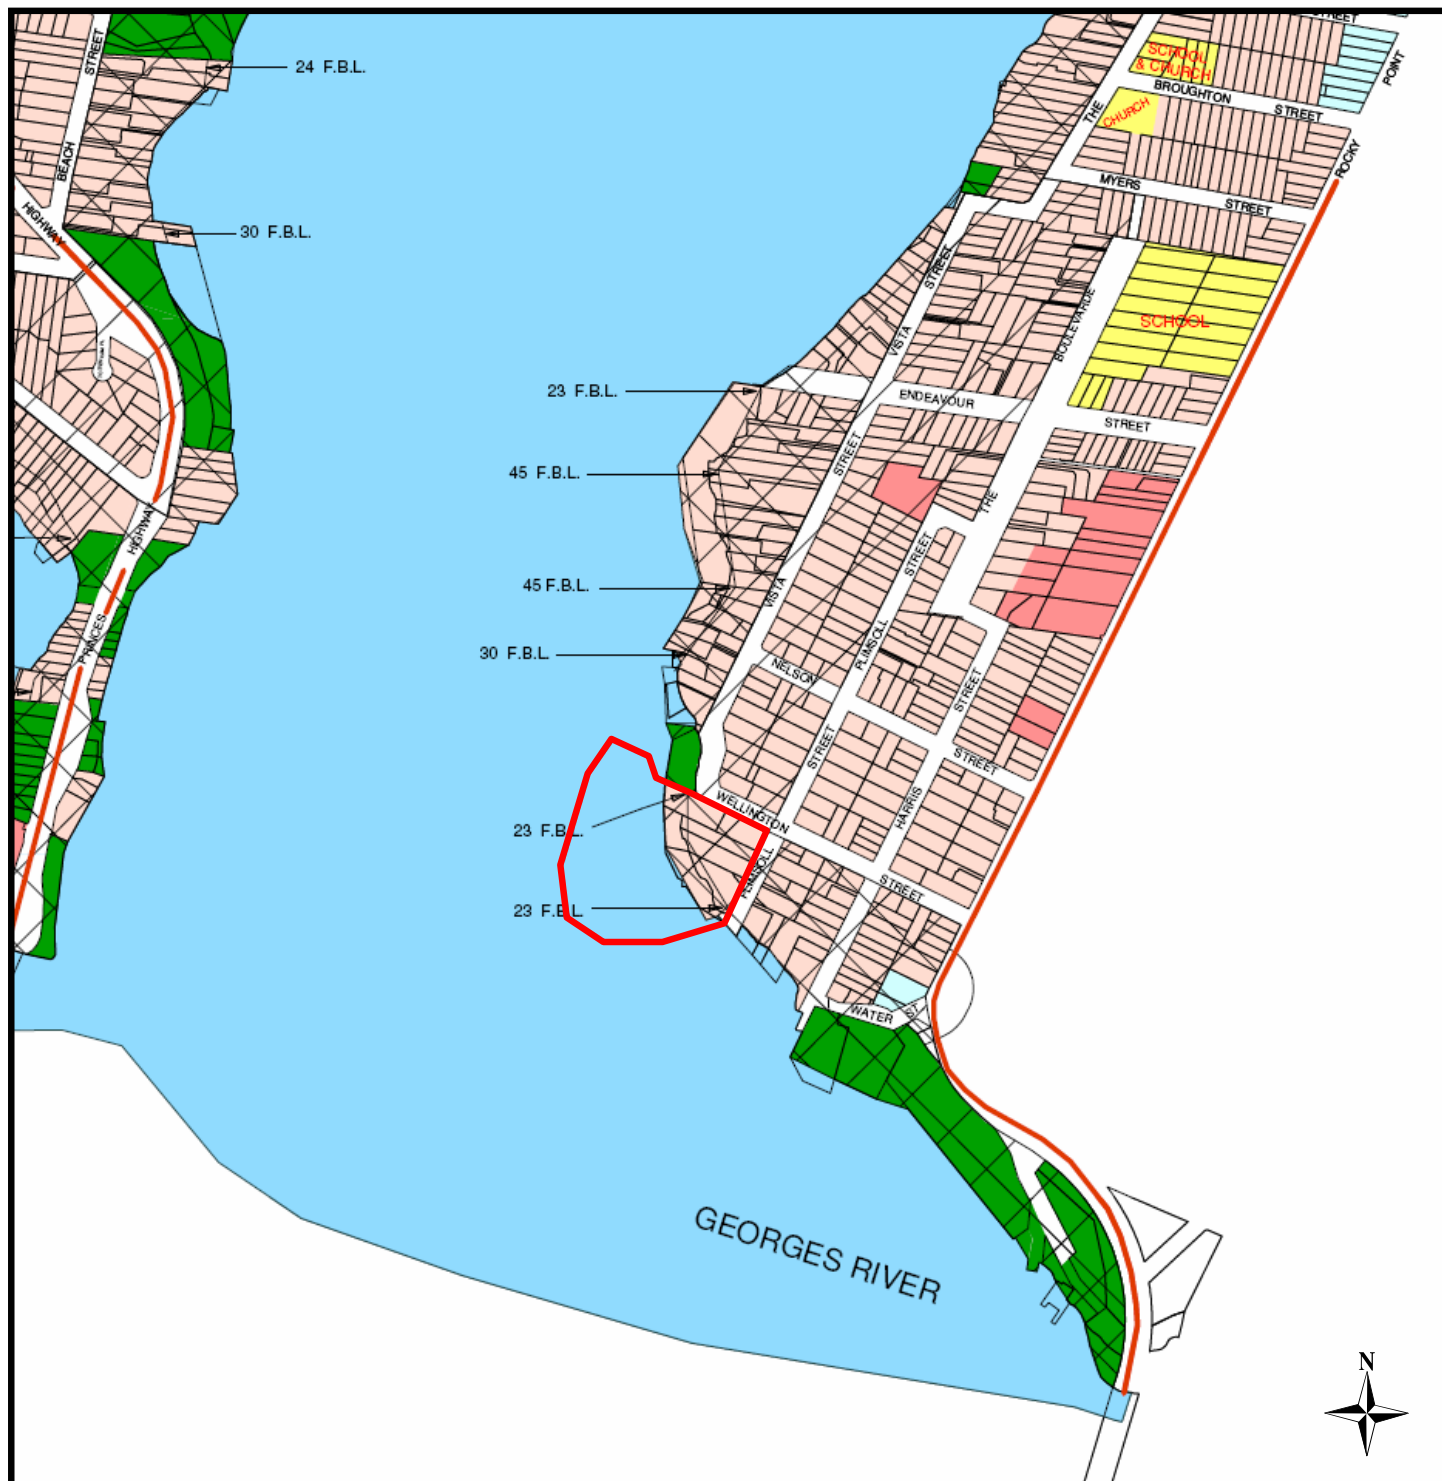 STREET
STREET
SCHOOL
& CHURCH
POINT
24 F.B.L.
BROUGHTON
STREET
THE
CHURCH
BEACH
ROCKY
MYERS
STREET
HIGHWAY
30 F.B.L.
STREET
BOULEVARDE
SCHOOL
VISTA
23 F.B.L.
ENDEAVOUR
STREET
STREET
45 F.B.L.
THE
HIGHWAY
STREET
45 F.B.L.
VISTA
PRINCES
PLIMSOLL
30 F.B.L.
NELSON
STREET
STREET
STREET
WELLINGTON
HARRIS
23 F.B.L.
PLIMSOLL
STREET
23 F.B.L.
WATER
ST
GEORGES RIVER
N